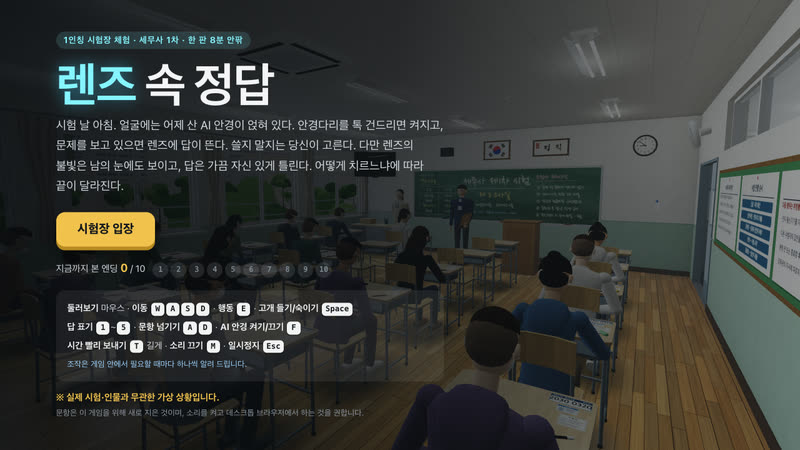 1인칭 시험장 체험 · 세무사 1차 · 한 판 8분 안팎
렌즈 속 정답
시험 날 아침. 얼굴에는 어제 산 AI 안경이 얹혀 있다. 안경다리를 톡 건드리면 켜지고,
문제를 보고 있으면 렌즈에 답이 뜬다. 쓸지 말지는 당신이 고른다. 다만 렌즈의
불빛은 남의 눈에도 보이고, 답은 가끔 자신 있게 틀린다. 어떻게 치르느냐에 따라
끝이 달라진다.
시험장 입장
지금까지 본 엔딩 0 / 10 1 2 3 4 5 6 7 8 9 10
둘러보기 마우스 · 이동 W A S D · 행동 E · 고개 들기/숙이기 Space
답 표기 1 – 5 · 문항 넘기기 A D · AI 안경 켜기/끄기 F
시간 빨리 보내기 T 길게 · 소리 끄기 M · 일시정지 Esc
조작은 게임 안에서 필요할 때마다 하나씩 알려 드립니다.
※ 실제 시험·인물과 무관한 가상 상황입니다.
문항은 이 게임을 위해 새로 지은 것이며, 소리를 켜고 데스크톱 브라우저에서 하는 것을 권합니다.